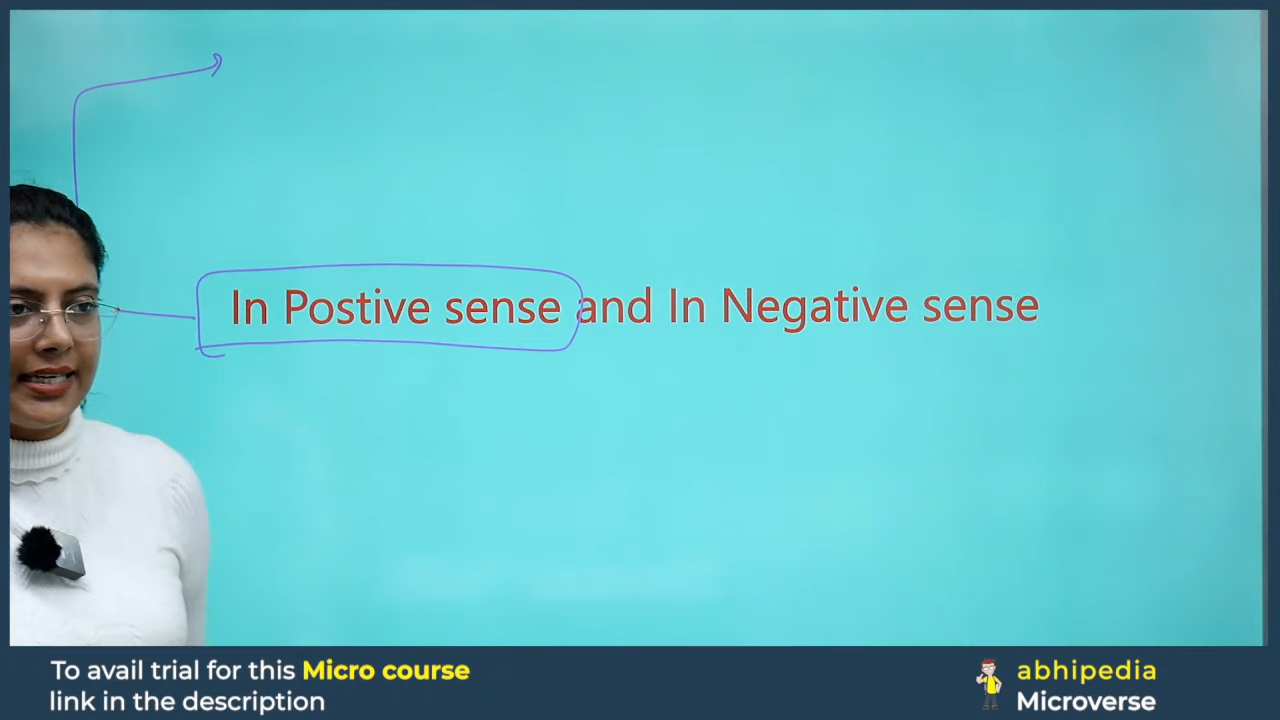 In Postive sense and In Negative sense
To avail trial for this Micro course
link in the description
abhipedia
Microverse